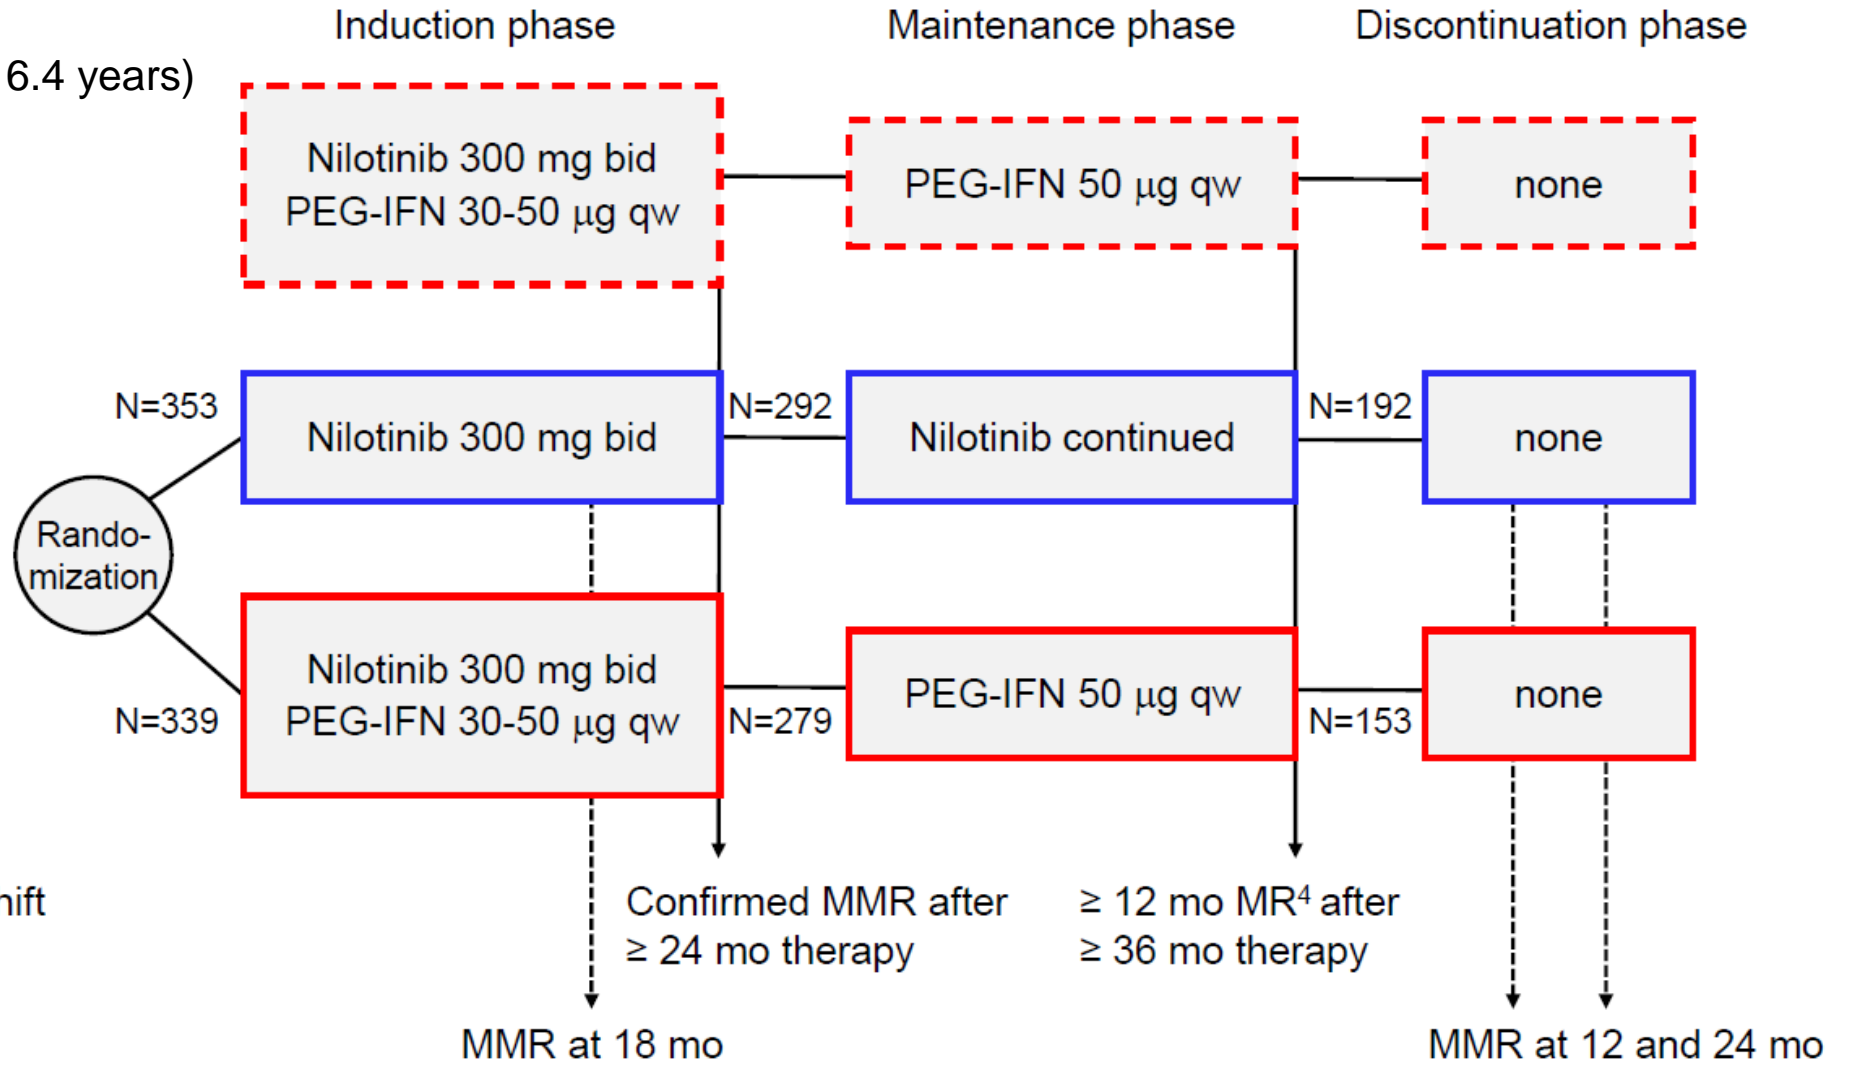 Induction phase
Maintenance phase
Discontinuation phase
6.4 years)
Nilotinib 300 mg bid
PEG-IFN 30-50 μg qw
PEG-IFN 50 μg qw
none
N=353
Nilotinib 300 mg bid
N=292
Nilotinib continued
N=192
none
Rando-
mization
N=339
Nilotinib 300 mg bid
PEG-IFN 30-50 μg qw
N=279
PEG-IFN 50 μg qw
N=153
none
hift
Confirmed MMR after
≥ 24 mo therapy
≥ 12 mo MR⁴ after
≥ 36 mo therapy
MMR at 18 mo
MMR at 12 and 24 mo